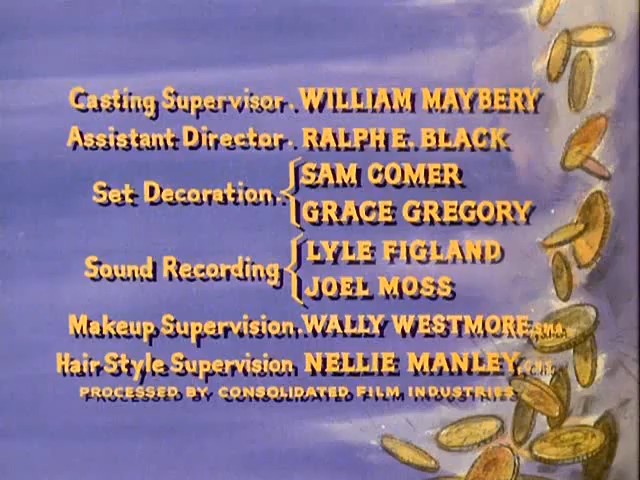 Casting Supervisor. WILLIAM MAYBERY
Assistant Director. RALPH E. BLACK
Set Decoration. { SAM COMER
GRACE GREGORY
Sound Recording { LYLE FIGLAND
JOEL MOSS
Makeup Supervision. WALLY WESTMORE,
Hair Style Supervision NELLIE MANLEY,
PROCESSED BY CONSOLIDATED FILM INDUSTRIES